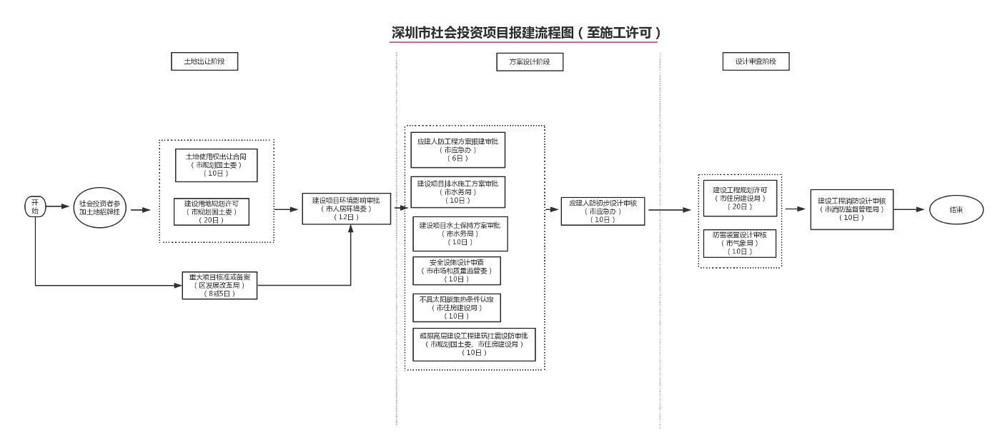 深圳市社会投资项目报建流程图（至施工许可）
土地出让阶段
方案设计阶段
设计审查阶段
开
始
社会投资者参
加土地招牌挂
土地使用权出让合同
（市规划国土委）
（10日）
建设用地规划许可
（市规划国土委）
（20日）
重大项目核准或备案
（区发展改革局）
（8或5日）
建设项目环境影响审批
（市人居环境委）
（12日）
应建人防工程方案报建审批
（市应急办）
（6日）
建设项目排水施工方案审批
（市水务局）
（10日）
建设项目水土保持方案审批
（市水务局）
（10日）
安全设施设计审查
（市市场和质量监管委）
（10日）
不具太阳能集热条件认定
（市住房建设局）
（10日）
超限高层建设工程建筑扛震设防审批
（市规划国土委、市住房建设局）
（10日）
应建人防初步设计审核
（市应急办）
（10日）
建设工程规划许可
（市住房建设局）
（20日）
防雷装置设计审核
（市气象局）
（10日）
建设工程消防设计审核
（市消防监督管理局）
（10日）
结束